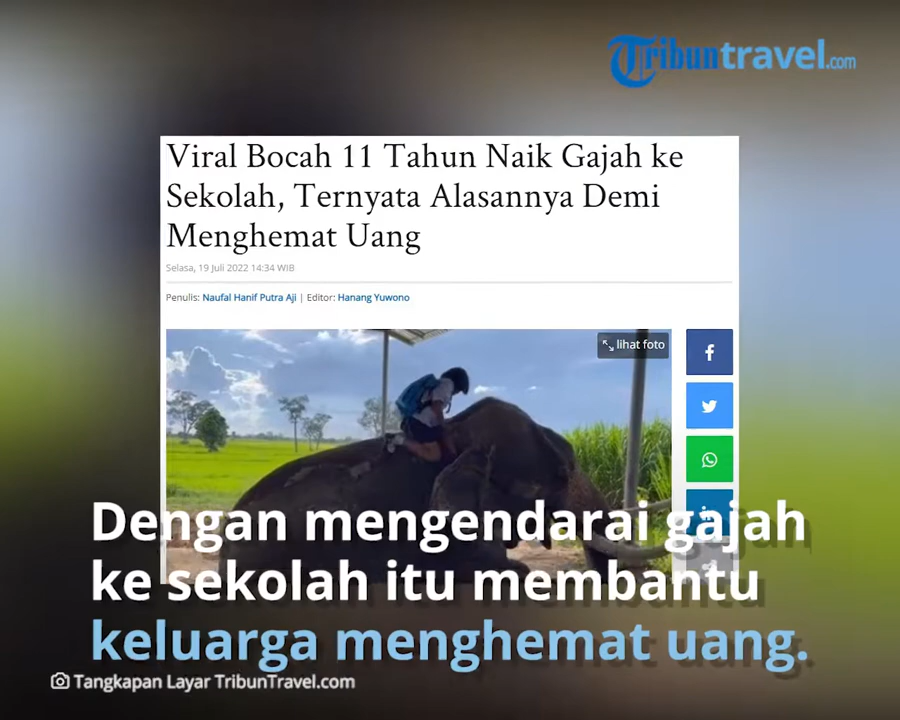 Tribuntravel.com
Viral Bocah 11 Tahun Naik Gajah ke
Sekolah, Ternyata Alasannya Demi
Menghemat Uang
Selasa, 19 Juli 2022 14:34 WIB
Penulis: Naufal Hanif Putra Aji | Editor: Hanang Yuwono
lihat foto
Dengan mengendarai gajah
ke sekolah itu membantu
keluarga menghemat uang.
Tangkapan Layar TribunTravel.com